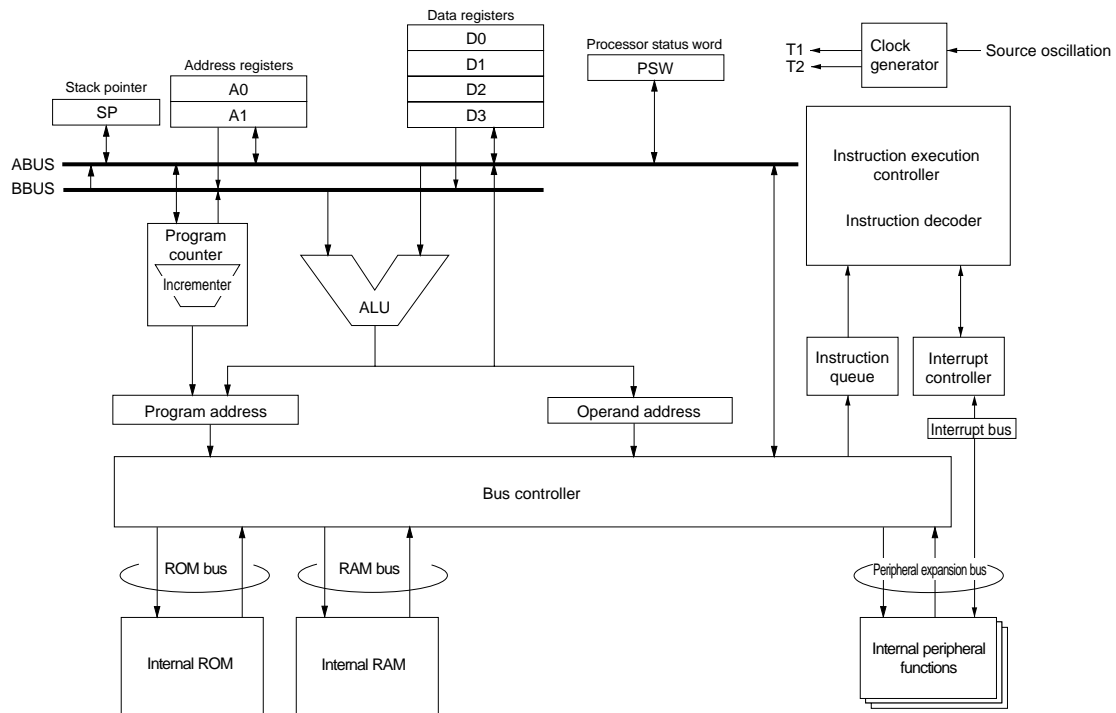 Data registers
D0
D1
D2
D3
Processor status word
PSW
T1
T2
Clock
generator
Source oscillation
Address registers
A0
A1
Stack pointer
SP
ABUS
BBUS
Instruction execution
controller
Instruction decoder
Program
counter
Incrementer
ALU
Instruction
queue
Interrupt
controller
Program address
Operand address
Interrupt bus
Bus controller
ROM bus
RAM bus
Peripheral expansion bus
Internal ROM
Internal RAM
Internal peripheral
functions